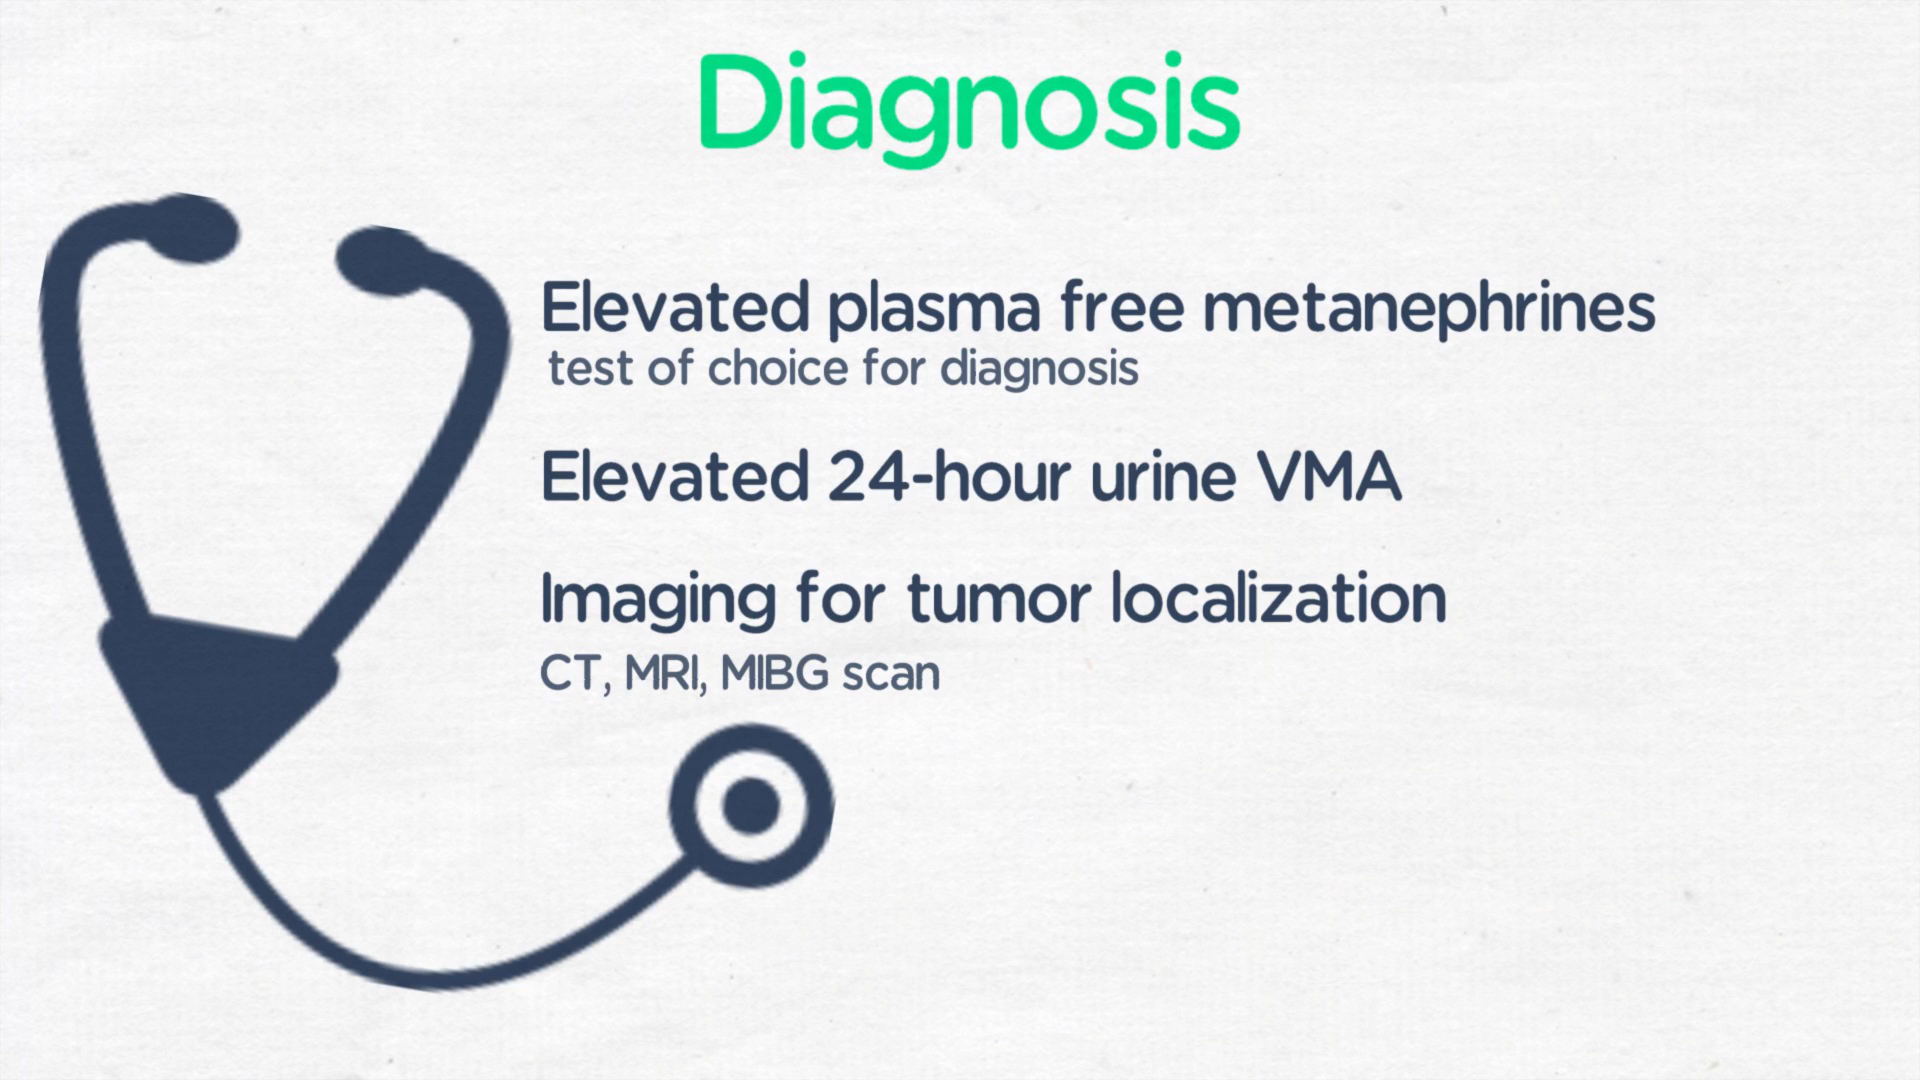 Diagnosis
Elevated plasma free metanephrines
test of choice for diagnosis
Elevated 24-hour urine VMA
Imaging for tumor localization
CT, MRI, MIBG scan